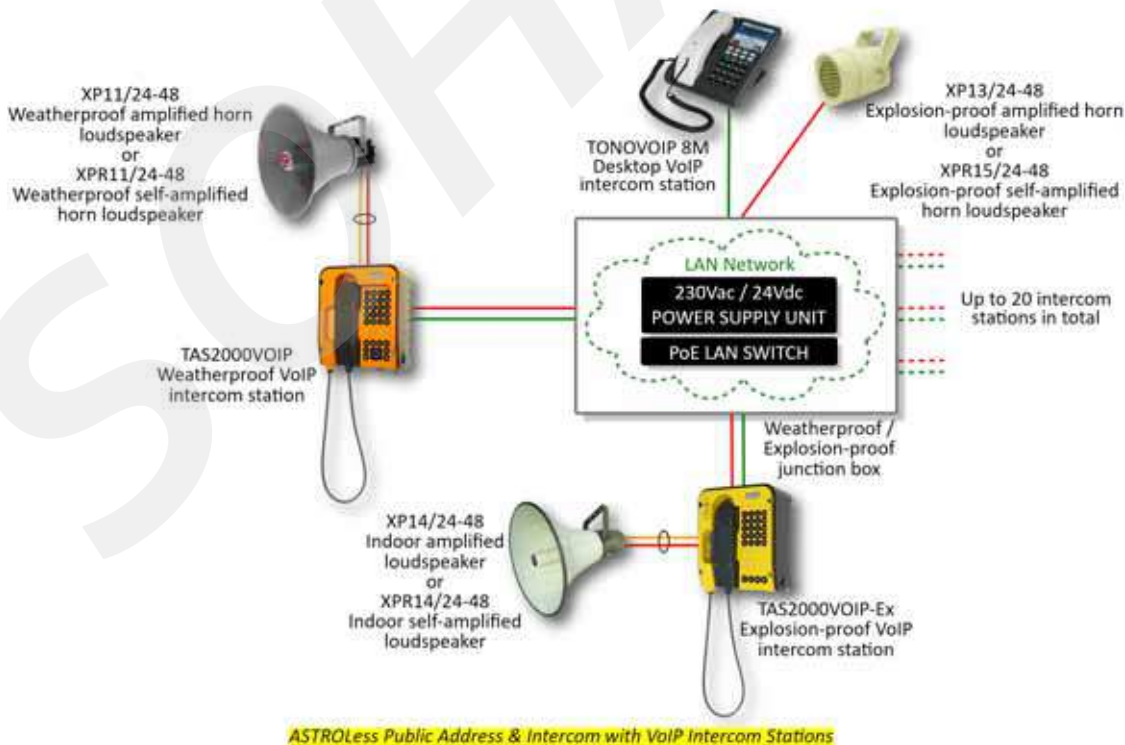 XP11/24-48
Weatherproof amplified horn
loudspeaker
or
XPR11/24-48
Weatherproof self-amplified
horn loudspeaker
TONOVOIP 8M
Desktop VoIP
intercom station
XP13/24-48
Explosion-proof amplified horn
loudspeaker
or
XPR15/24-48
Explosion-proof self-amplified
horn loudspeaker
LAN Network
230Vac / 24Vdc
POWER SUPPLY UNIT
PoE LAN SWITCH
Up to 20 intercom
stations in total
TAS2000VOIP
Weatherproof VoIP
intercom station
Weatherproof /
Explosion-proof
junction box
XP14/24-48
Indoor amplified
loudspeaker
or
XPR14/24-48
Indoor self-amplified
loudspeaker
TAS2000VOIP-Ex
Explosion-proof VoIP
intercom station
ASTROLess Public Address & Intercom with VoIP Intercom Stations